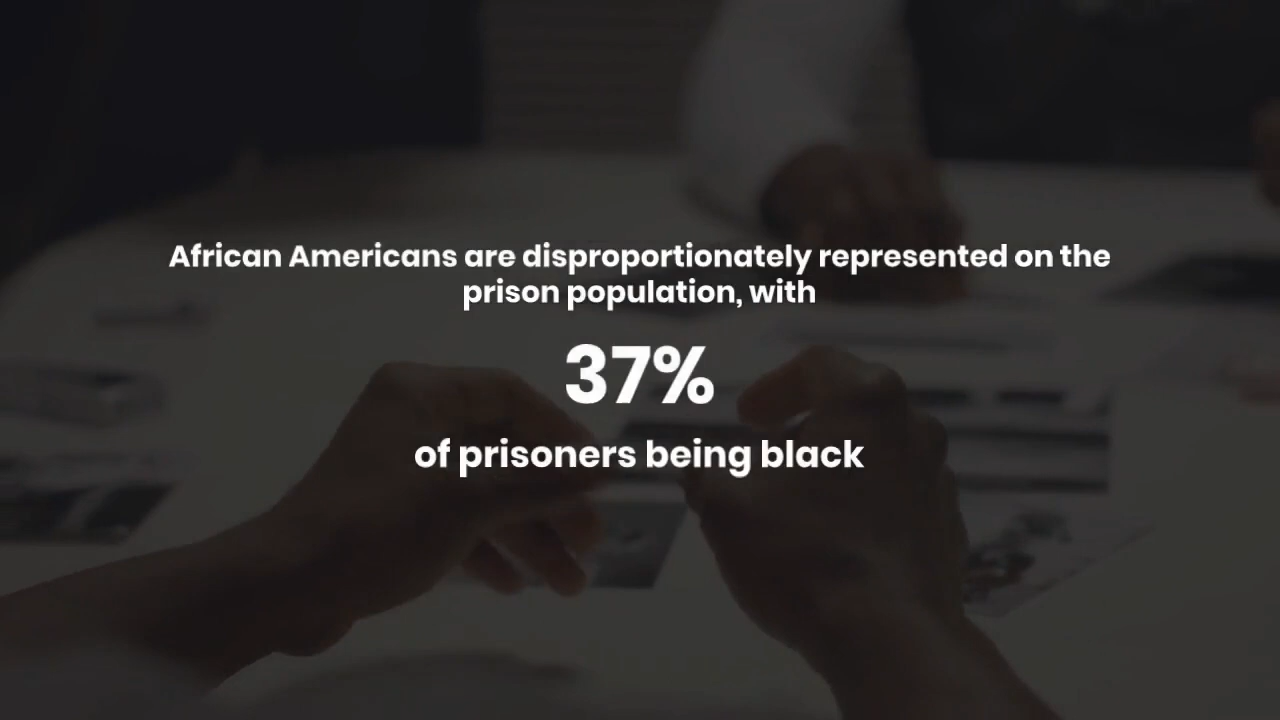 African Americans are disproportionately represented on the
prison population, with
37%
of prisoners being black